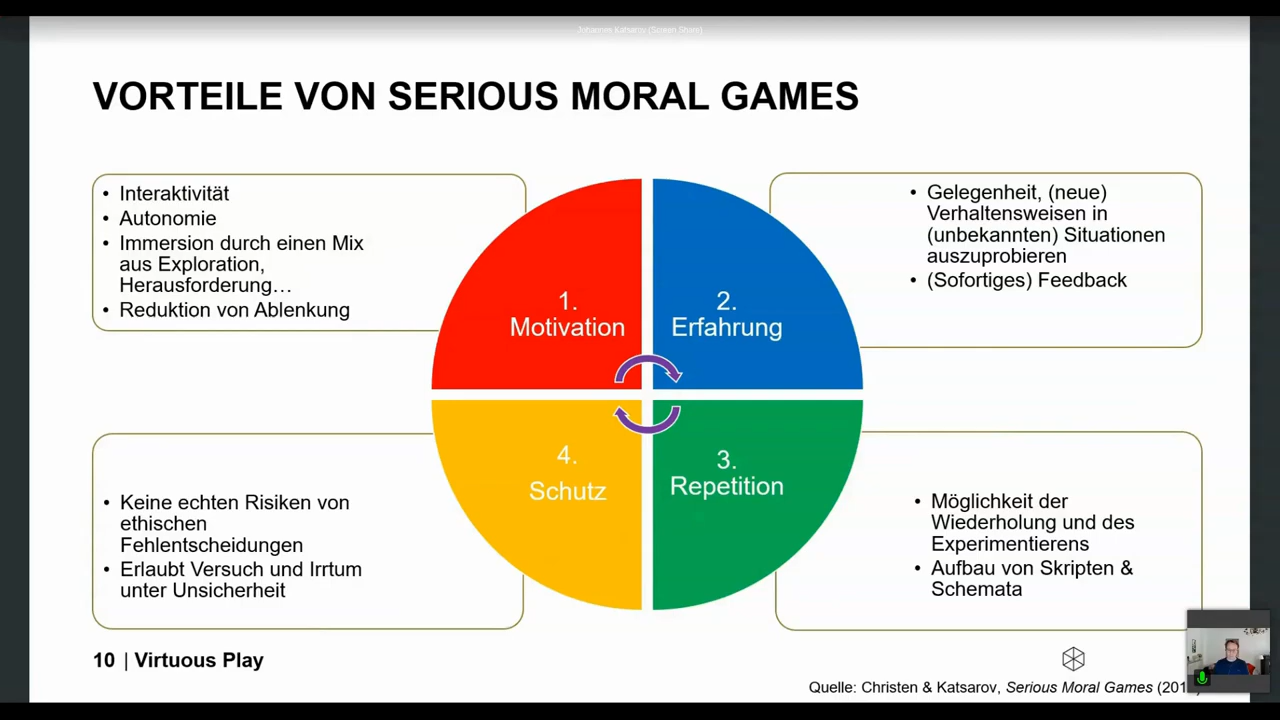 VORTEILE VON SERIOUS MORAL GAMES
• Interaktivität
• Autonomie
• Immersion durch einen Mix
aus Exploration,
Herausforderung…
• Reduktion von Ablenkung
1.
Motivation
2.
Erfahrung
• Gelegenheit, (neue)
Verhaltensweisen in
(unbekannten) Situationen
auszuprobieren
• (Sofortiges) Feedback
4.
Schutz
3.
Repetition
• Keine echten Risiken von
ethischen
Fehlentscheidungen
• Erlaubt Versuch und Irrtum
unter Unsicherheit
• Möglichkeit der
Wiederholung und des
Experimentierens
• Aufbau von Skripten &
Schemata
10 | Virtuous Play
Quelle: Christen & Katsarov, Serious Moral Games